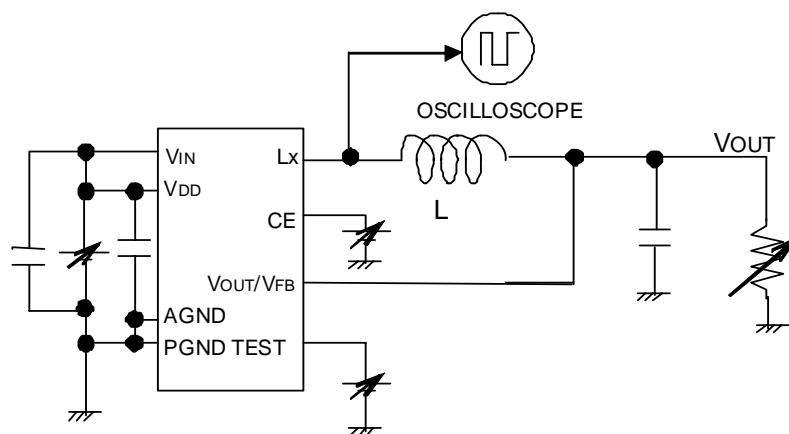 OSCILLOSCOPE
VIN
LX
VOUT
VDD
L
CE
VOUT/VFB
AGND
PGND TEST